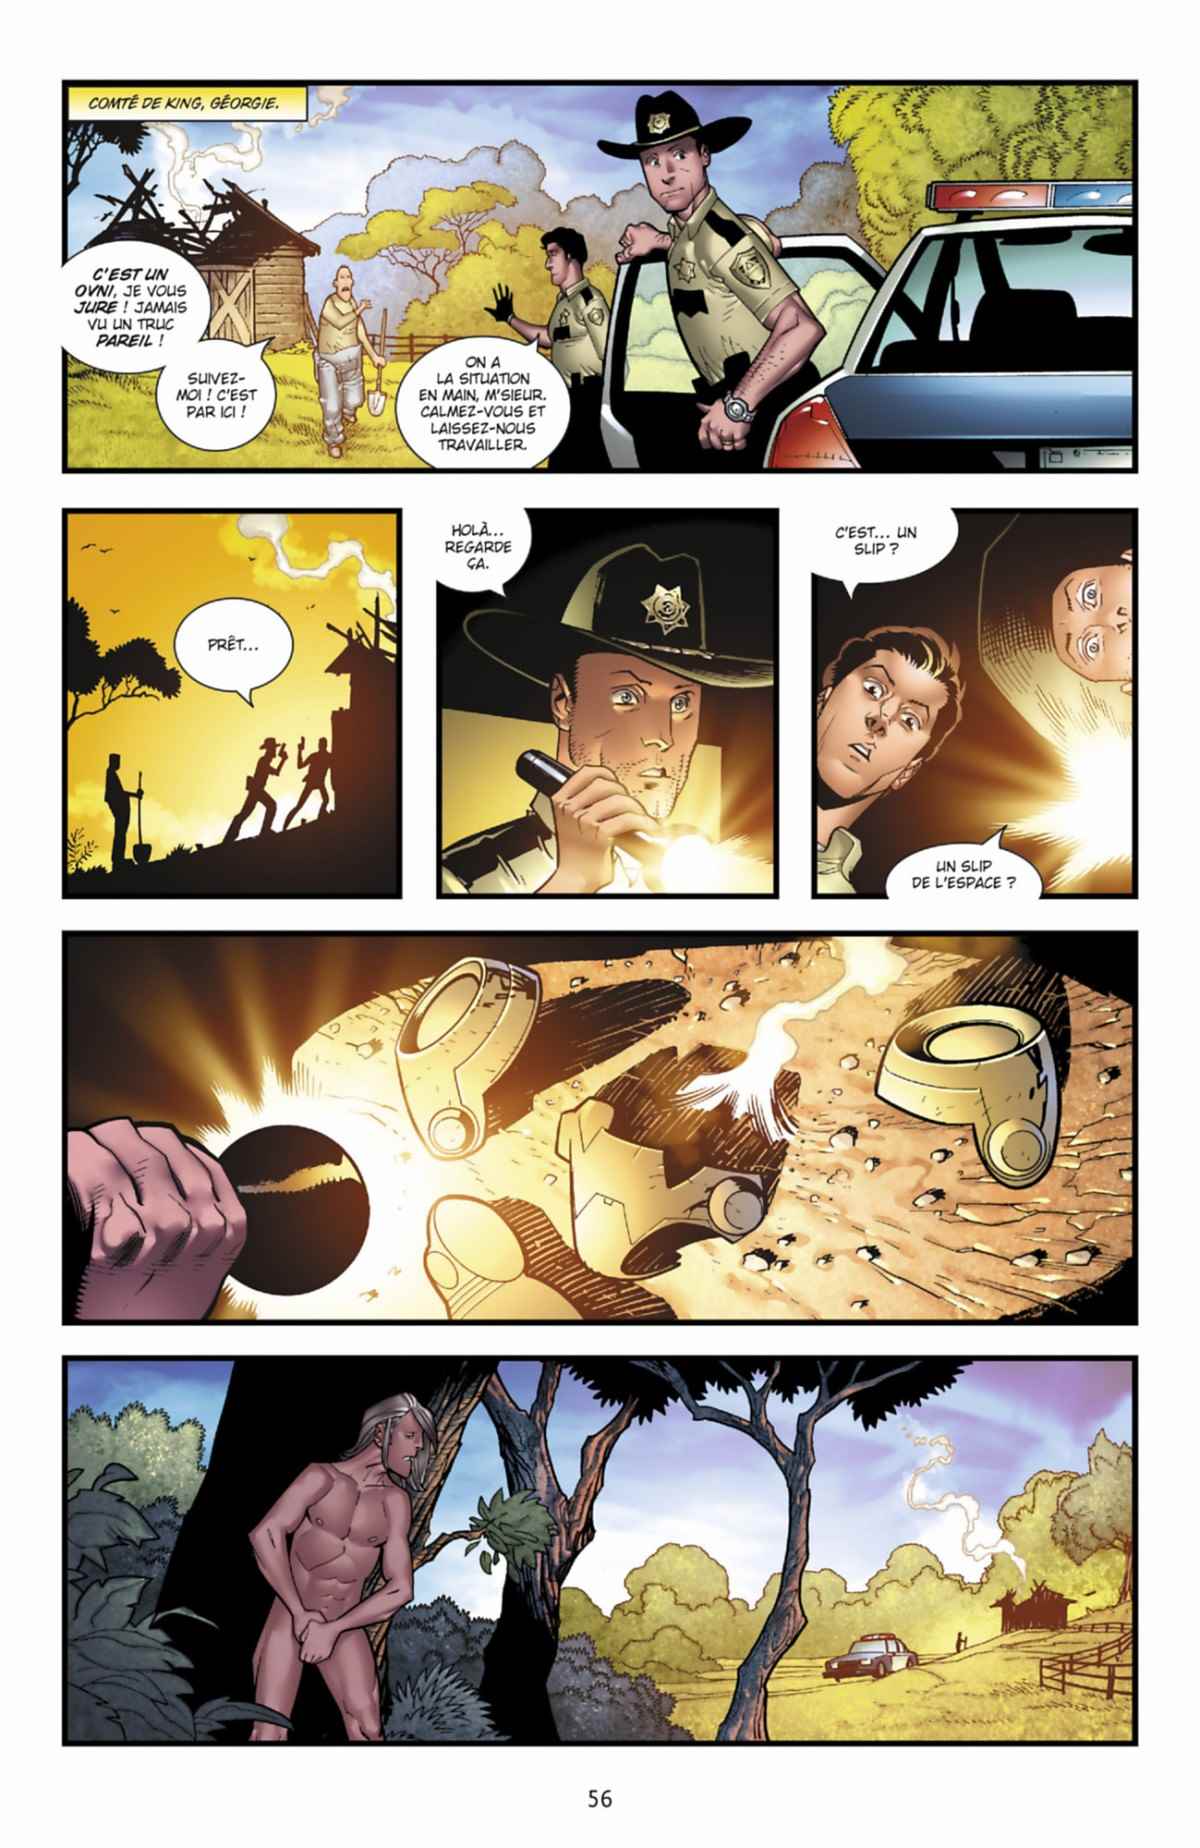 COMTÉ DE KING, GÉORGIE.
C'EST UN
OVNI, JE VOUS
JURE ! JAMAIS
VU UN TRUC
PAREIL !
SUIVEZ-
MOI ! C'EST
PAR ICI !
ON A
LA SITUATION
EN MAIN, M'SIEUR.
CALMEZ-VOUS ET
LAISSEZ-NOUS
TRAVAILLER.
PRÊT...
HOLÀ...
REGARDE
ÇA.
C'EST... UN
SLIP ?
UN SLIP
DE L'ESPACE ?
56